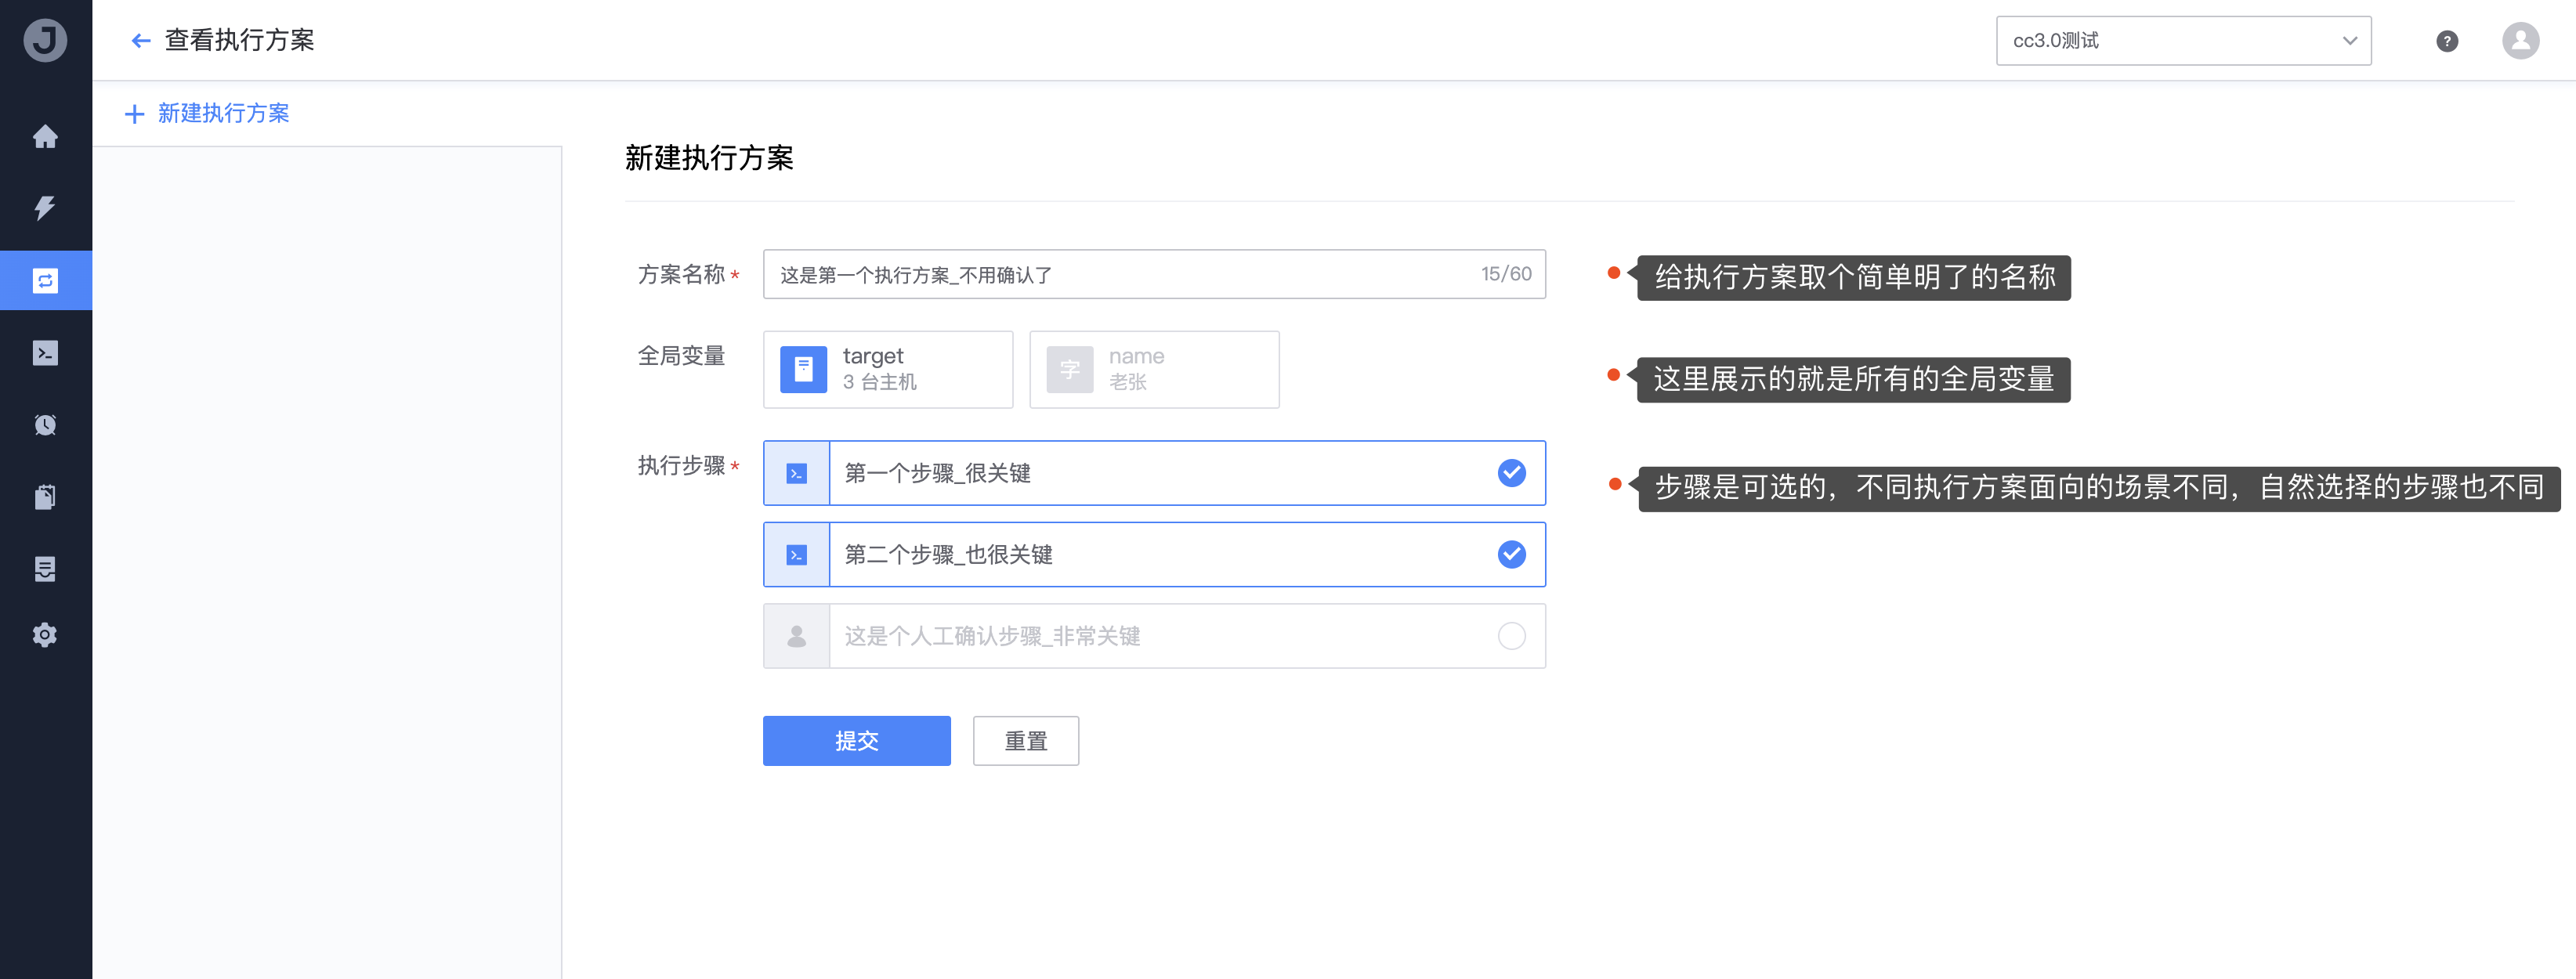 J
查看执行方案
cc3.0测试
?
新建执行方案
新建执行方案
方案名称*
这是第一个执行方案_不用确认了
15/60
给执行方案取个简单明了的名称
全局变量
target
3 台主机
字
name
老张
这里展示的就是所有的全局变量
执行步骤*
第一个步骤_很关键
步骤是可选的，不同执行方案面向的场景不同，自然选择的步骤也不同
第二个步骤_也很关键
这是个人工确认步骤_非常关键
提交
重置